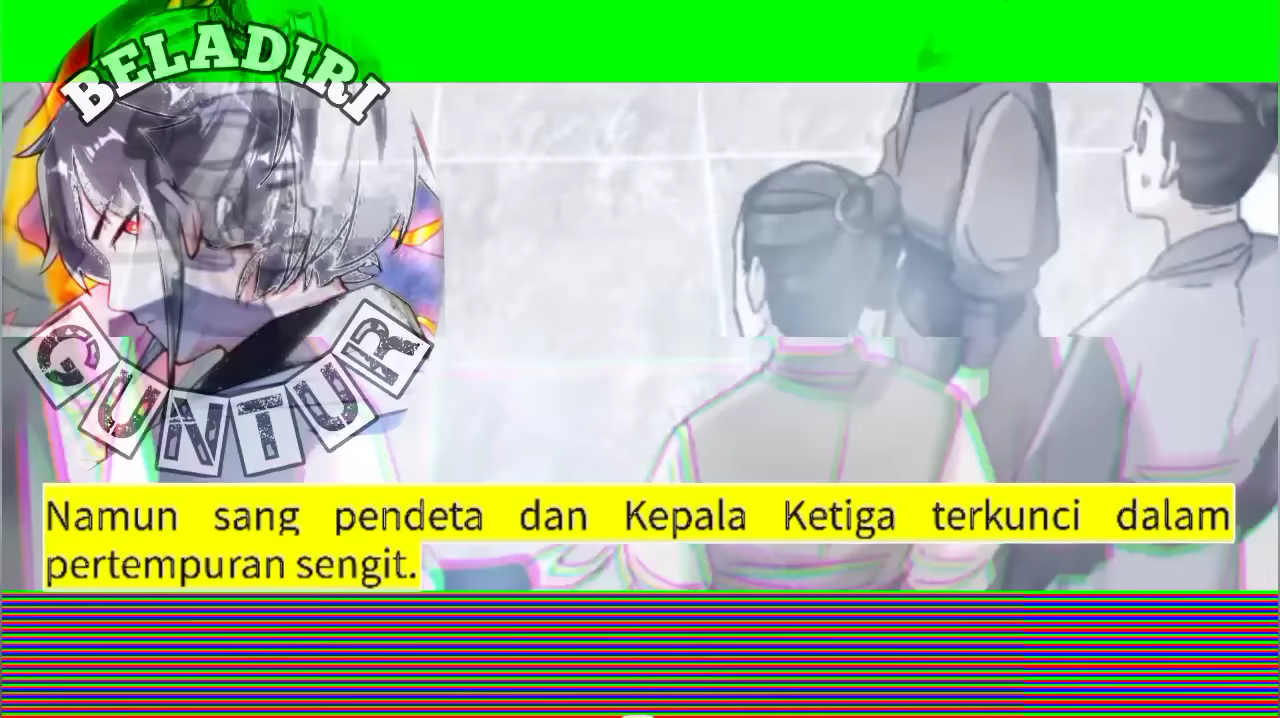 BELADIRI
GUNTUR
Namun sang pendeta dan Kepala Ketiga terkunci dalam
pertempuran sengit.